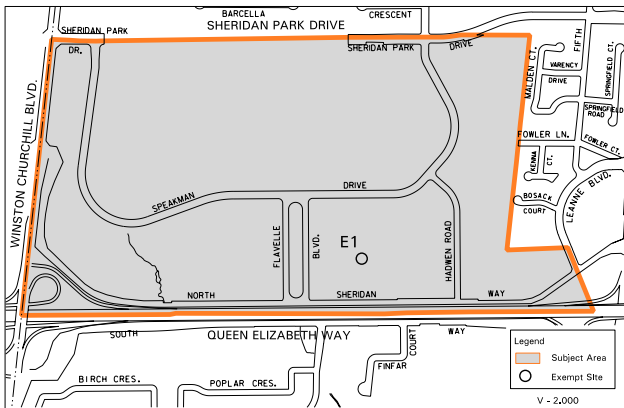 BARCELLA CRESCENT
SHERIDAN PARK DRIVE
SHERIDAN PARK
DR.
SHERIDAN PARK
DRIVE
MALDEN CT.
FIFTH
SPRINGFIELD CT.
VARENCY
DRIVE
SPRINGFIELD
ROAD
FOWLER LN.
FOWLER CT.
KENNA
CT.
BOSACK
COURT
LEANNE BLVD.
WINSTON CHURCHILL BLVD.
SPEAKMAN DRIVE
FLAVELLE
BLVD.
E1
HADWEN ROAD
NORTH SHERIDAN WAY
SOUTH
QUEEN ELIZABETH WAY
WAY
FINFAR
COURT
BIRCH CRES.
POPLAR CRES.
Legend
Subject Area
Exempt SIte
V - 2.000